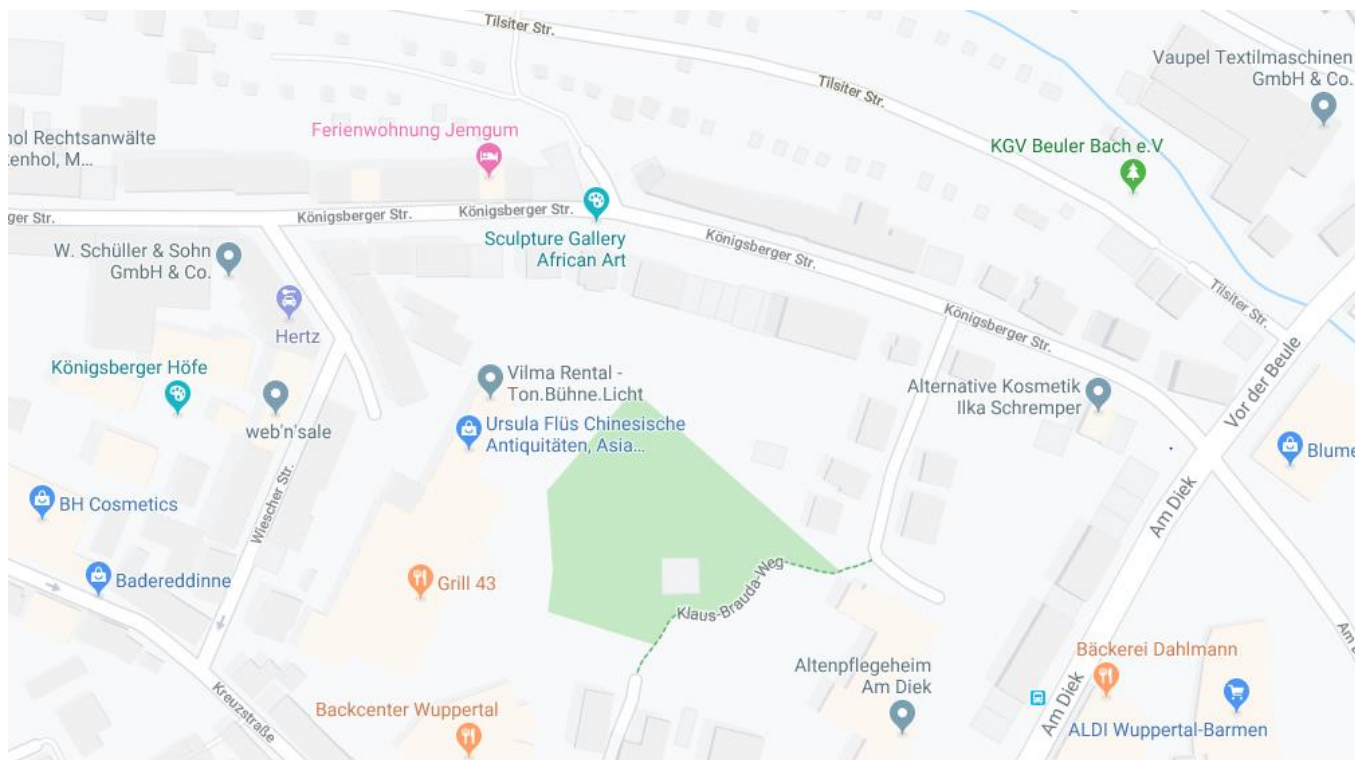 Tilsiter Str.
Vaupel Textilmaschinen
GmbH & Co.
Tilsiter Str.
hol Rechtsanwälte
kenhol, M...
Ferienwohnung Jemgum
KGV Beuler Bach e.V
ger Str.
Königsberger Str.
Königsberger Str.
Sculpture Gallery
African Art
Königsberger Str.
W. Schüller & Sohn
GmbH & Co.
Tilsiter Str.
Hertz
Königsberger Str.
Vor der Beule
Königsberger Höfe
Vilma Rental -
Ton.Bühne.Licht
Alternative Kosmetik
Ilka Schremper
web'n'sale
Ursula Flüs Chinesische
Antiquitäten, Asia...
Blume
BH Cosmetics
Wiescher Str.
Am Diek
Badereddinne
Grill 43
Klaus-Brauda-Weg
Am
Bäckerei Dahlmann
Altenpflegeheim
Am Diek
Kreuzstraße
Am Diek
Backcenter Wuppertal
ALDI Wuppertal-Barmen